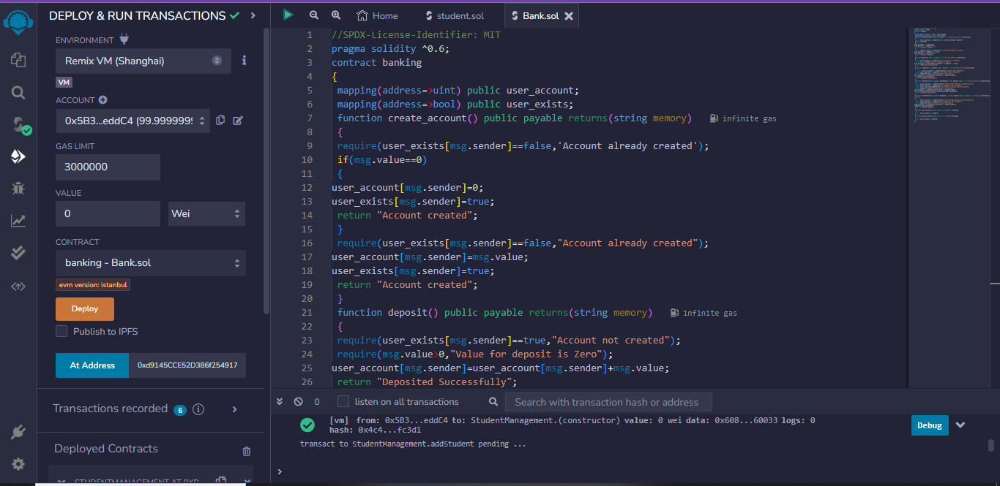 DEPLOY & RUN TRANSACTIONS
ENVIRONMENT
Remix VM (Shanghai)
VM
ACCOUNT
0x5B3...eddC4 (99.9999999
GAS LIMIT
3000000
VALUE
0
Wei
CONTRACT
banking - Bank.sol
evm version: istanbul
Deploy
Publish to IPFS
At Address
0xd9145CCE52D386f254917
Transactions recorded 6
Deployed Contracts
Home
student.sol
Bank.sol
1 //SPDX-License-Identifier: MIT
2 pragma solidity ^0.6;
3 contract banking
4 {
5 mapping(address=>uint) public user_account;
6 mapping(address=>bool) public user_exists;
7 function create_account() public payable returns(string memory) infinite gas
8 {
9 require(user_exists[msg.sender]==false,'Account already created');
10 if(msg.value==0)
11 {
12 user_account[msg.sender]=0;
13 user_exists[msg.sender]=true;
14 return "Account created";
15 }
16 require(user_exists[msg.sender]==false,"Account already created");
17 user_account[msg.sender]=msg.value;
18 user_exists[msg.sender]=true;
19 return "Account created";
20 }
21 function deposit() public payable returns(string memory) infinite gas
22 {
23 require(user_exists[msg.sender]==true,"Account not created");
24 require(msg.value>0,"Value for deposit is Zero");
25 user_account[msg.sender]=user_account[msg.sender]+msg.value;
26 return "Deposited Successfully";
0
listen on all transactions
Search with transaction hash or address
[vm] from: 0x5B3...eddC4 to: StudentManagement.(constructor) value: 0 wei data: 0x608...60033 logs: 0
hash: 0x4c4...fc3d1
Debug
transact to StudentManagement.addStudent pending ...
>